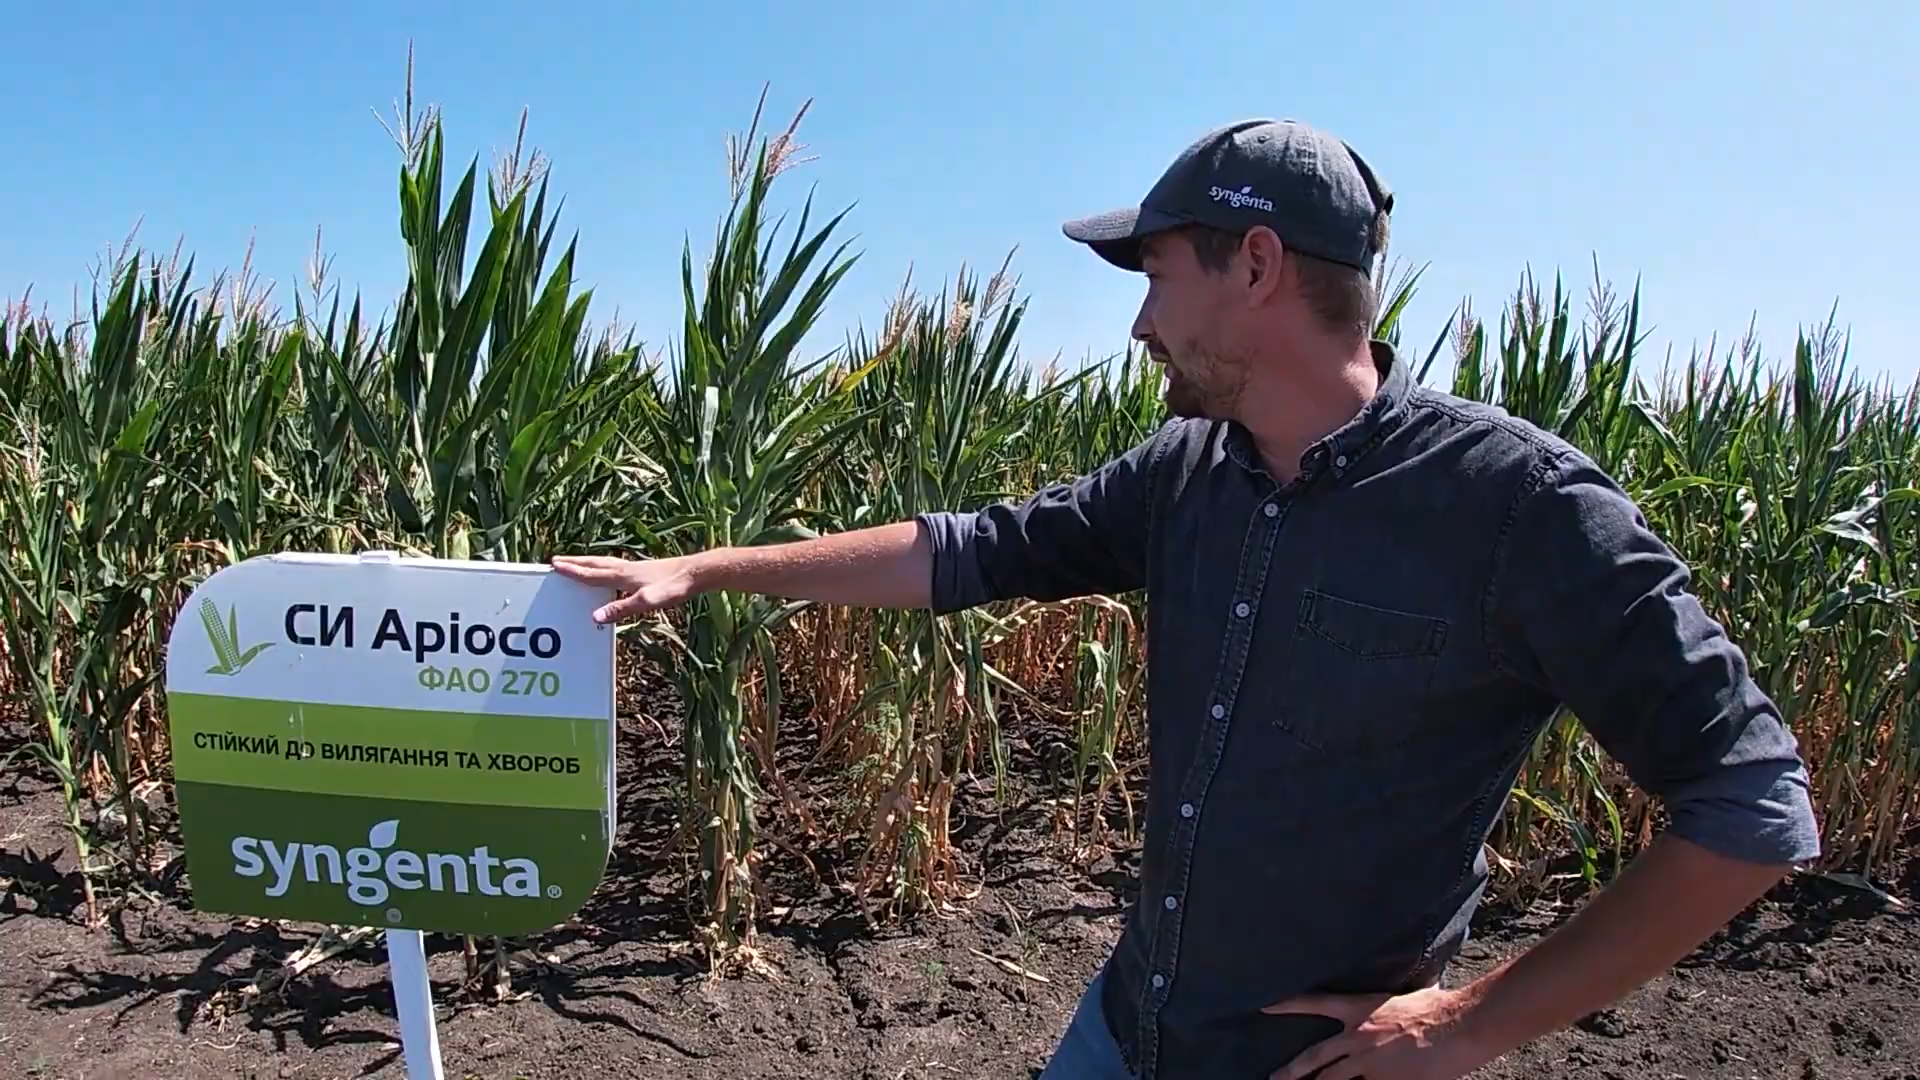 syngenta
СИ Аріосо
ФАО 270
СТІЙКИЙ ДО ВИЛЯГАННЯ ТА ХВОРОБ
syngenta®